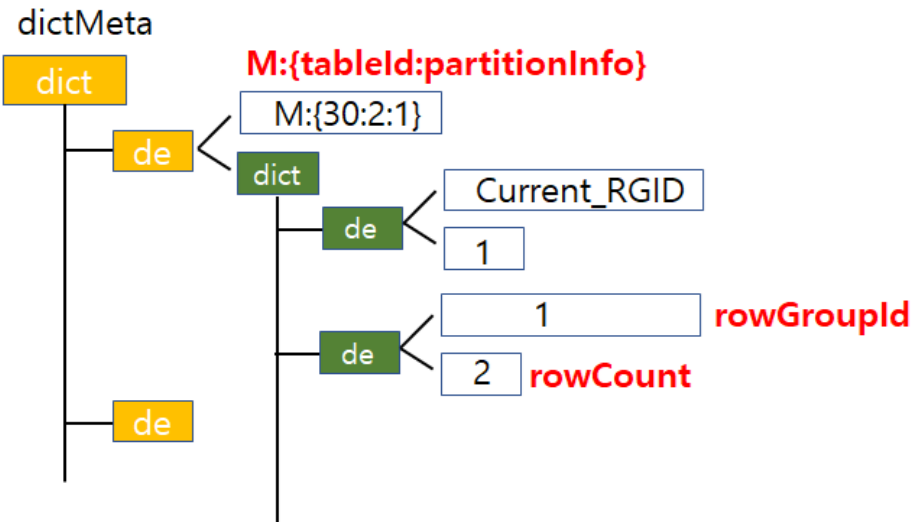 dictMeta
dict
M:{tableId:partitionInfo}
M:{30:2:1}
de
dict
Current_RGID
de
1
1
rowGroupId
de
2
rowCount
de